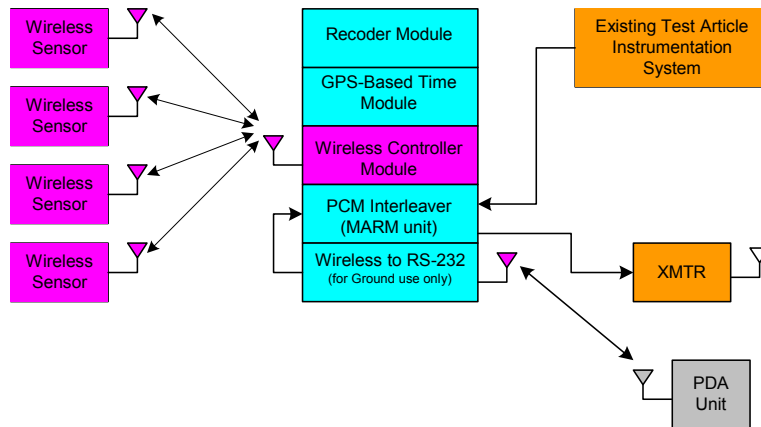 Wireless
Sensor
Wireless
Sensor
Wireless
Sensor
Wireless
Sensor
Recoder Module
GPS-Based Time
Module
Wireless Controller
Module
PCM Interleaver
(MARM unit)
Wireless to RS-232
(for Ground use only)
Existing Test Article
Instrumentation
System
XMTR
PDA
Unit